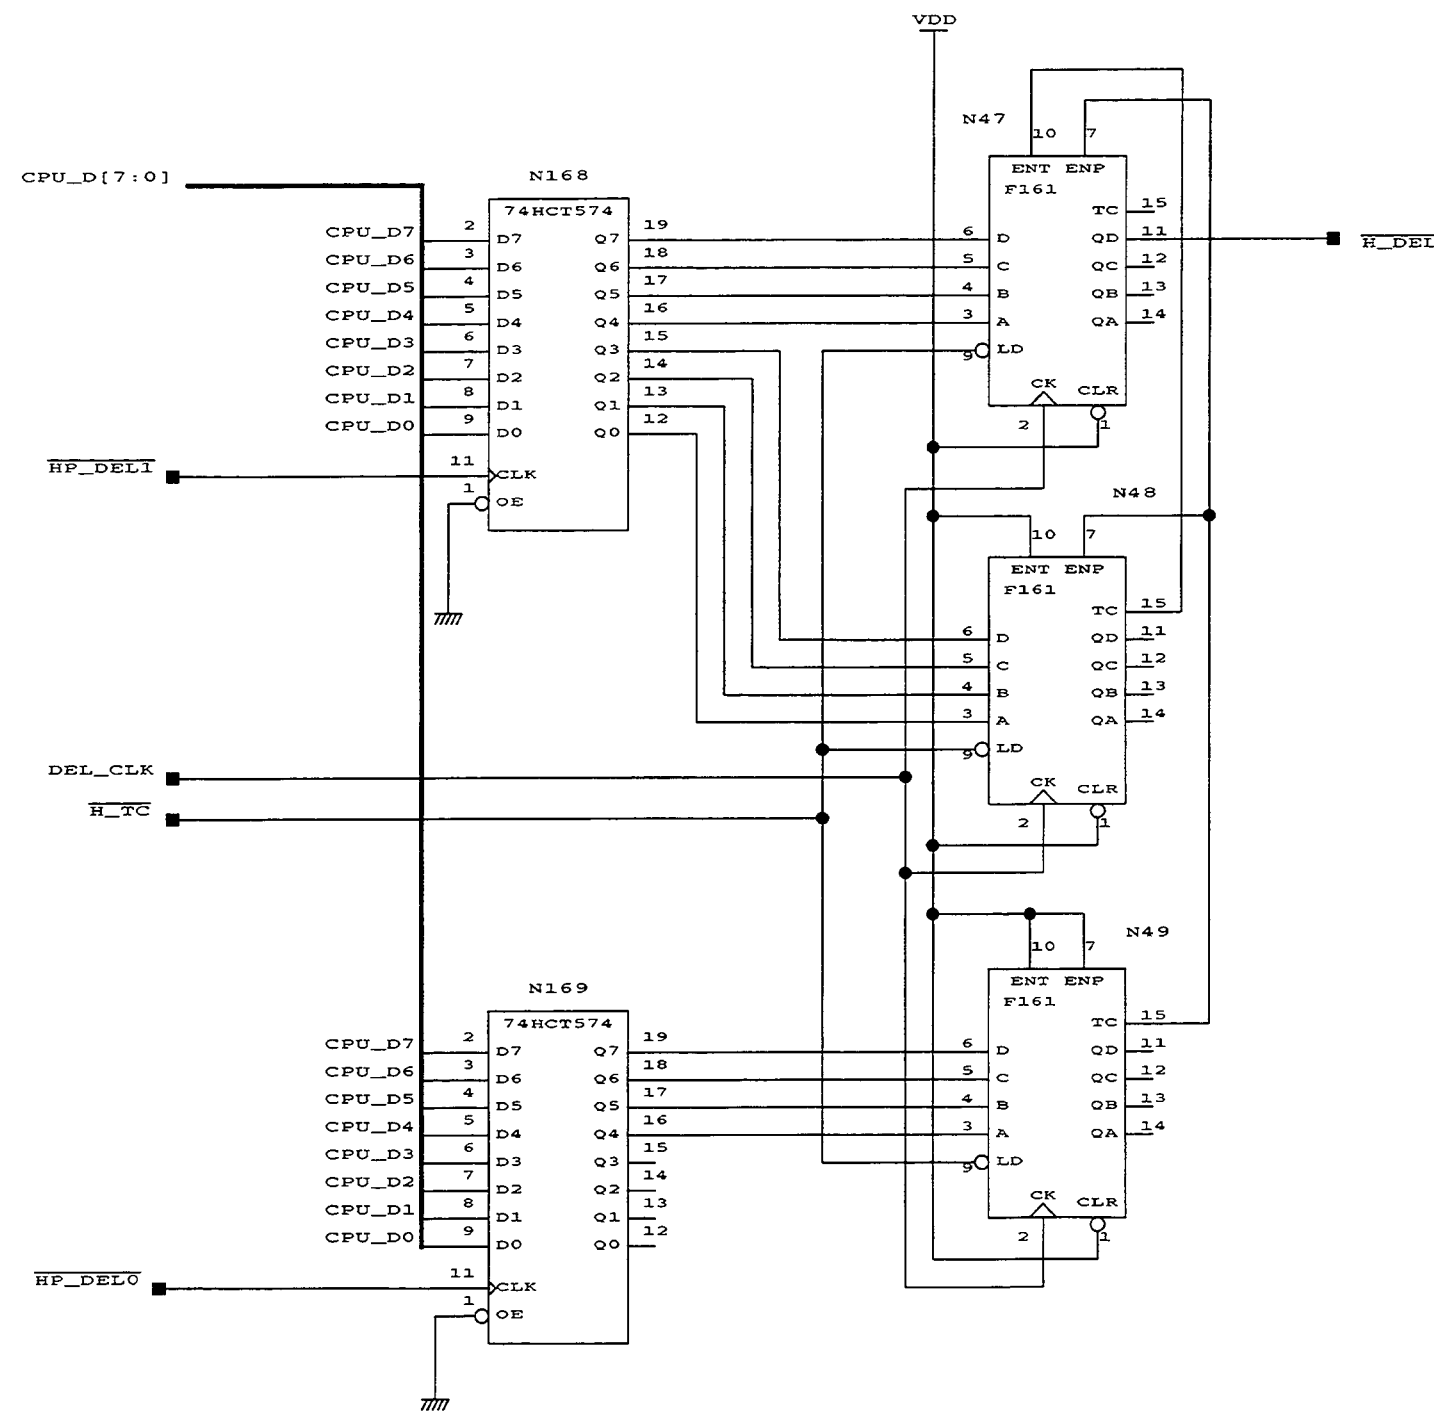 VDD
N47
10 7
ENT ENP
F161
CPU_D[7:0]
N168
74HCT574
TC 15
CPU_D7 2 D7 Q7 19 6 D QD 11 H_DEL
CPU_D6 3 D6 Q6 18 5 C QC 12
CPU_D5 4 D5 Q5 17 4 B QB 13
CPU_D4 5 D4 Q4 16 3 A QA 14
CPU_D3 6 D3 Q3 15 9 LD
CPU_D2 7 D2 Q2 14 CK CLR
CPU_D1 8 D1 Q1 13
CPU_D0 9 D0 Q0 12 2 1
HP_DEL1 11 CLK
1 OE
N48
10 7
ENT ENP
F161
TC 15
6 D QD 11
5 C QC 12
4 B QB 13
3 A QA 14
9 LD
DEL_CLK CK CLR
H_TC 2 1
N49
10 7
ENT ENP
F161
N169
74HCT574
TC 15
CPU_D7 2 D7 Q7 19 6 D QD 11
CPU_D6 3 D6 Q6 18 5 C QC 12
CPU_D5 4 D5 Q5 17 4 B QB 13
CPU_D4 5 D4 Q4 16 3 A QA 14
CPU_D3 6 D3 Q3 15 9 LD
CPU_D2 7 D2 Q2 14
CPU_D1 8 D1 Q1 13 CK CLR
CPU_D0 9 D0 Q0 12 2 1
HP_DEL0 11 CLK
1 OE